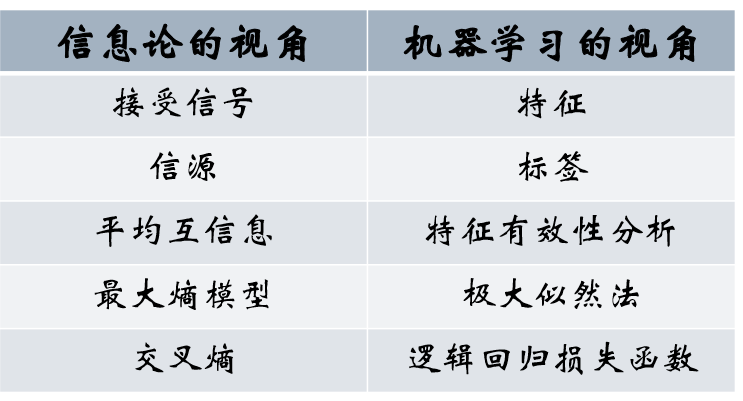 信息论的视角 机器学习的视角
接受信号 特征
信源 标签
平均互信息 特征有效性分析
最大熵模型 极大似然法
交叉熵 逻辑回归损失函数